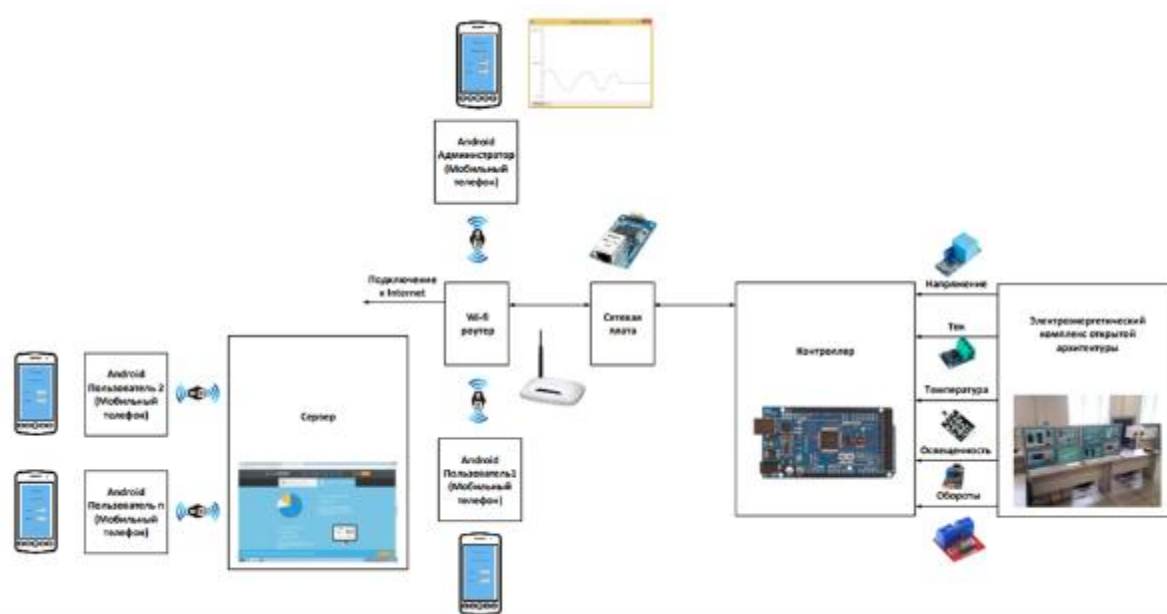 Android
Администратор
(Мобильный
телефон)
Подключение
к Internet
Wi-fi
роутер
Сетевая
плата
Контроллер
Напряжение
Ток
Температура
Освещенность
Обороты
Электроэнергетический
комплекс открытой
архитектуры
Android
Пользователь 2
(Мобильный
телефон)
Сервер
Android
Пользователь1
(Мобильный
телефон)
Android
Пользователь n
(Мобильный
телефон)